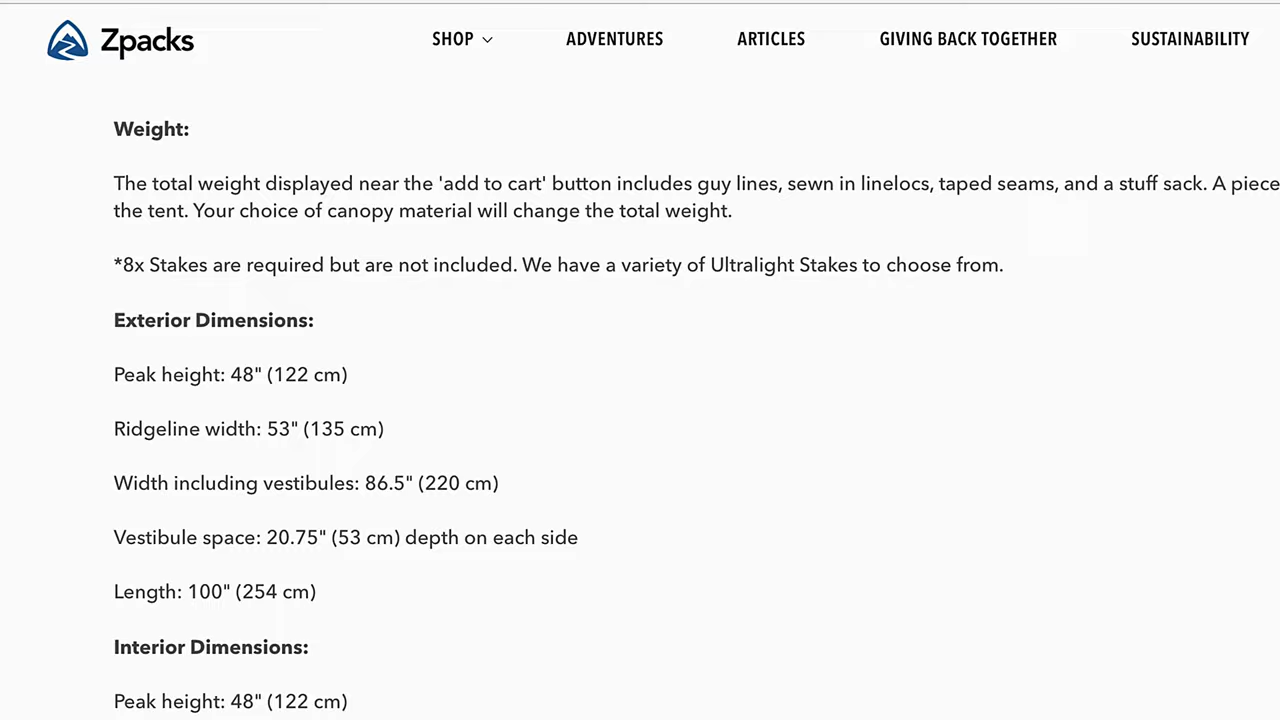 Zpacks
SHOP ADVENTURES ARTICLES GIVING BACK TOGETHER SUSTAINABILITY
Weight:
The total weight displayed near the 'add to cart' button includes guy lines, sewn in linelocs, taped seams, and a stuff sack. A piece
the tent. Your choice of canopy material will change the total weight.
*8x Stakes are required but are not included. We have a variety of Ultralight Stakes to choose from.
Exterior Dimensions:
Peak height: 48" (122 cm)
Ridgeline width: 53" (135 cm)
Width including vestibules: 86.5" (220 cm)
Vestibule space: 20.75" (53 cm) depth on each side
Length: 100" (254 cm)
Interior Dimensions:
Peak height: 48" (122 cm)